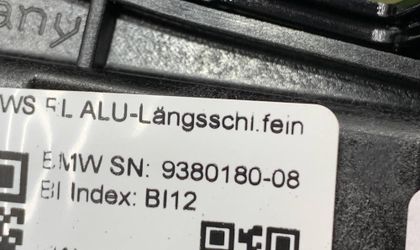 any
WS FL ALU-Längsschl.fein
BMW SN: 9380180-08
BI Index: BI12